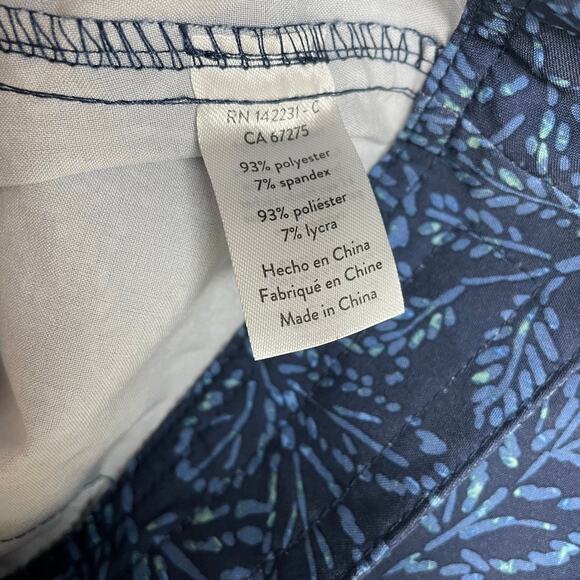 RN 142231 - C
CA 67275
93% polyester
7% spandex
93% poliéster
7% lycra
Hecho en China
Fabriqué en Chine
Made in China